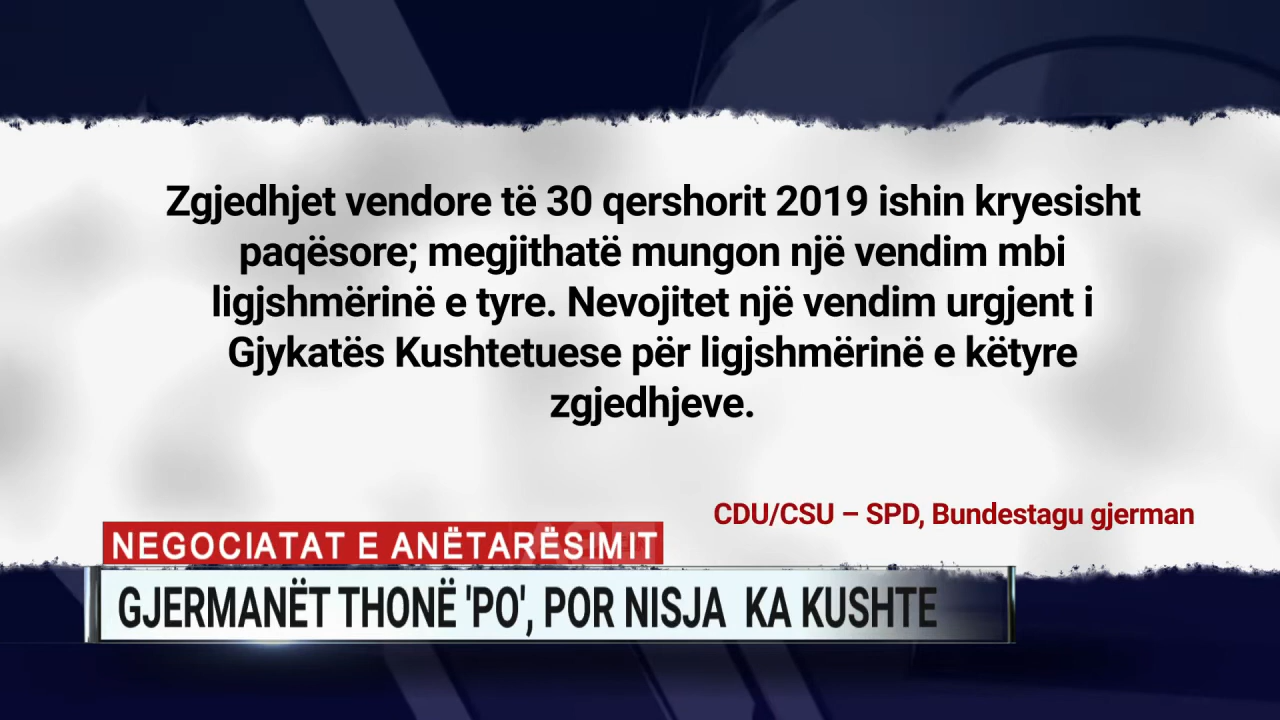 Zgjedhjet vendore të 30 qershorit 2019 ishin kryesisht
paqësore; megjithatë mungon një vendim mbi
ligjshmërinë e tyre. Nevojitet një vendim urgjent i
Gjykatës Kushtetuese për ligjshmërinë e këtyre
zgjedhjeve.
CDU/CSU – SPD, Bundestagu gjerman
NEGOCIATAT E ANËTARËSIMIT
GJERMANËT THONË 'PO', POR NISJA KA KUSHTE